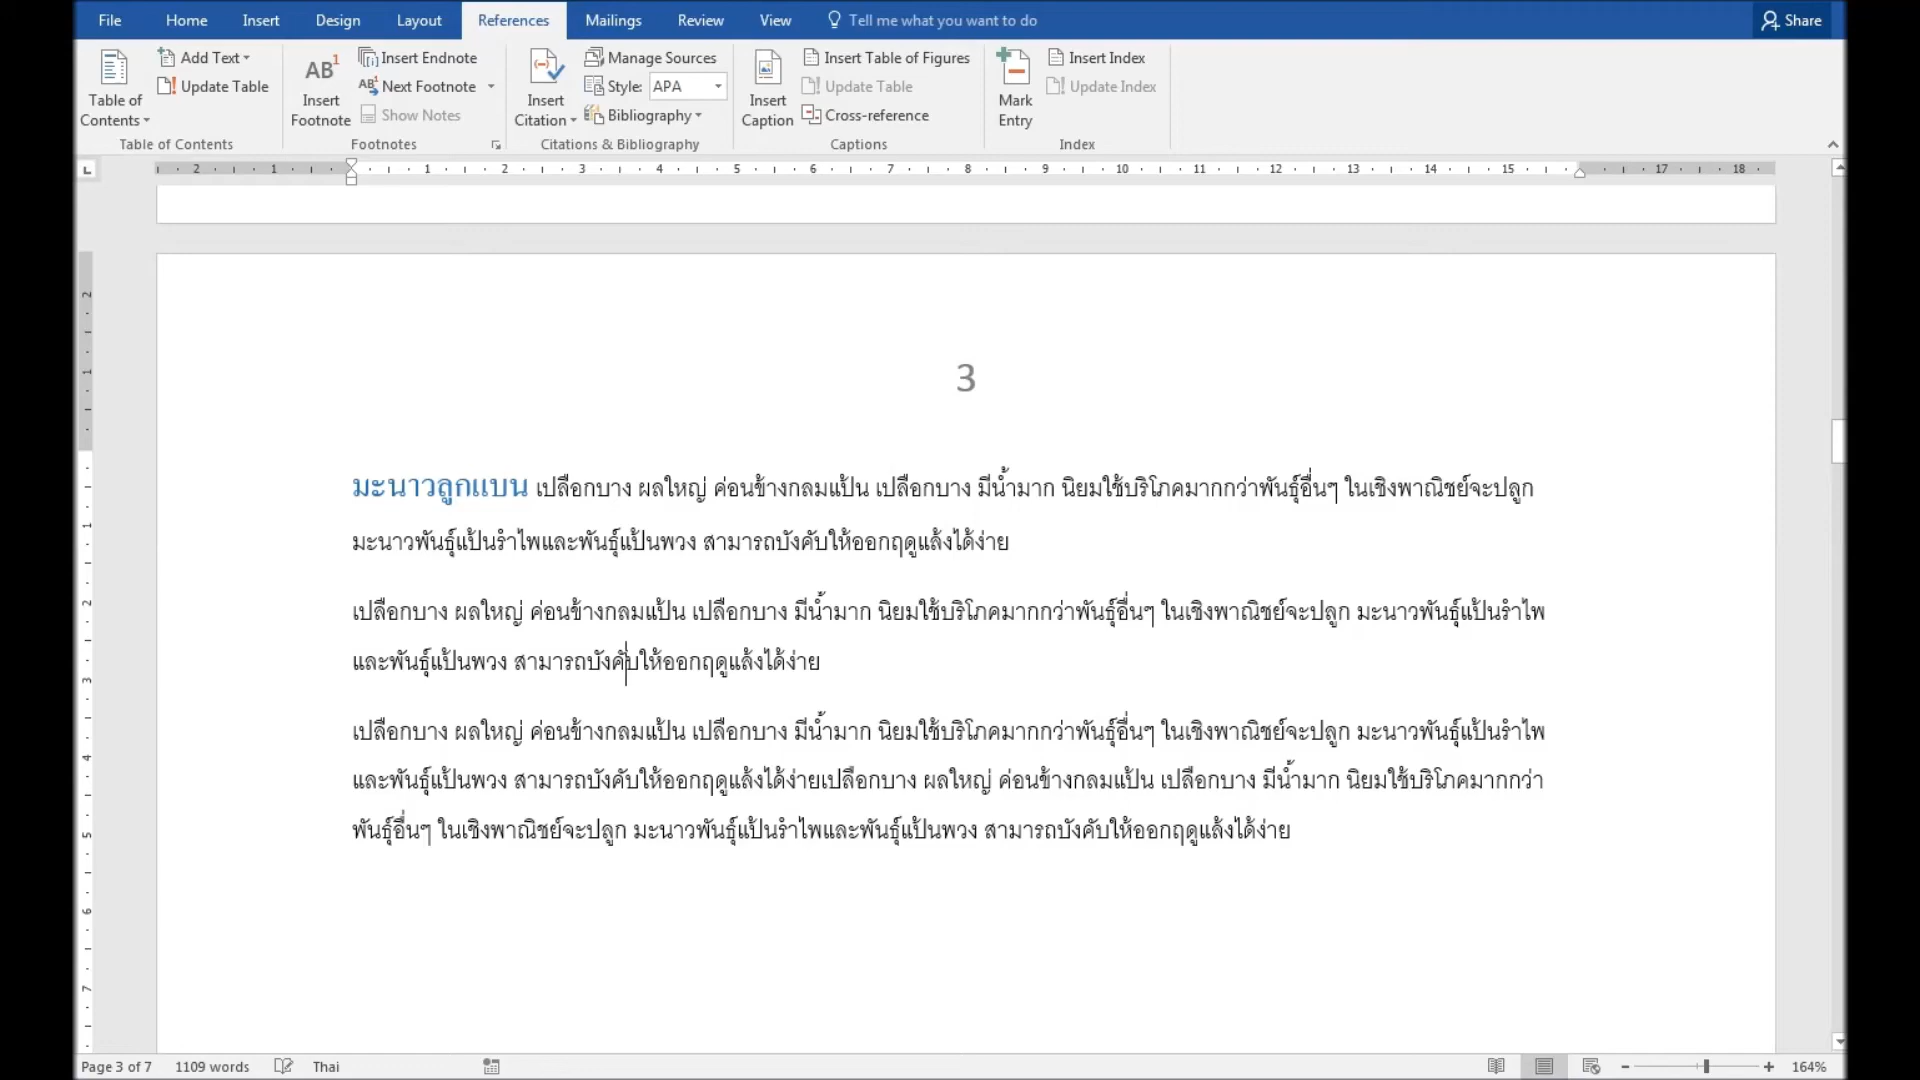 File Home Insert Design Layout References Mailings Review View Tell me what you want to do Share
Table of Contents
Add Text
Update Table
Table of Contents
AB1 Insert Footnote
Insert Endnote
AB1 Next Footnote
Show Notes
Footnotes
Insert Citation
Manage Sources
Style: APA
Bibliography
Citations & Bibliography
Insert Caption
Insert Table of Figures
Update Table
Cross-reference
Captions
Mark Entry
Insert Index
Update Index
Index
2 1 1 2 3 4 5 6 7 8 9 10 11 12 13 14 15 17 18
2 1 1 2 3 4 5 6 7
3
มะนาวลูกแบน เปลือกบาง ผลใหญ่ ค่อนข้างกลมแป้น เปลือกบาง มีน้ำมาก นิยมใช้บริโภคมากกว่าพันธุ์อื่นๆ ในเชิงพาณิชย์จะปลูก
มะนาวพันธุ์แป้นรำไพและพันธุ์แป้นพวง สามารถบังคับให้ออกฤดูแล้งได้ง่าย
เปลือกบาง ผลใหญ่ ค่อนข้างกลมแป้น เปลือกบาง มีน้ำมาก นิยมใช้บริโภคมากกว่าพันธุ์อื่นๆ ในเชิงพาณิชย์จะปลูก มะนาวพันธุ์แป้นรำไพ
และพันธุ์แป้นพวง สามารถบังคับให้ออกฤดูแล้งได้ง่าย
เปลือกบาง ผลใหญ่ ค่อนข้างกลมแป้น เปลือกบาง มีน้ำมาก นิยมใช้บริโภคมากกว่าพันธุ์อื่นๆ ในเชิงพาณิชย์จะปลูก มะนาวพันธุ์แป้นรำไพ
และพันธุ์แป้นพวง สามารถบังคับให้ออกฤดูแล้งได้ง่ายเปลือกบาง ผลใหญ่ ค่อนข้างกลมแป้น เปลือกบาง มีน้ำมาก นิยมใช้บริโภคมากกว่า
พันธุ์อื่นๆ ในเชิงพาณิชย์จะปลูก มะนาวพันธุ์แป้นรำไพและพันธุ์แป้นพวง สามารถบังคับให้ออกฤดูแล้งได้ง่าย
Page 3 of 7 1109 words Thai 164%